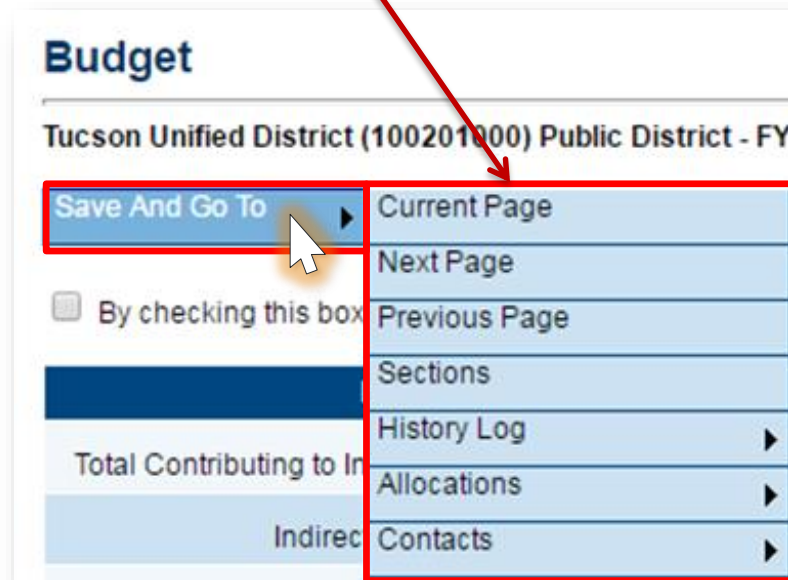 Budget
Tucson Unified District (100201000) Public District - FY
Save And Go To
Current Page
Next Page
By checking this box
Previous Page
Sections
History Log
Total Contributing to In
Allocations
Indirec
Contacts